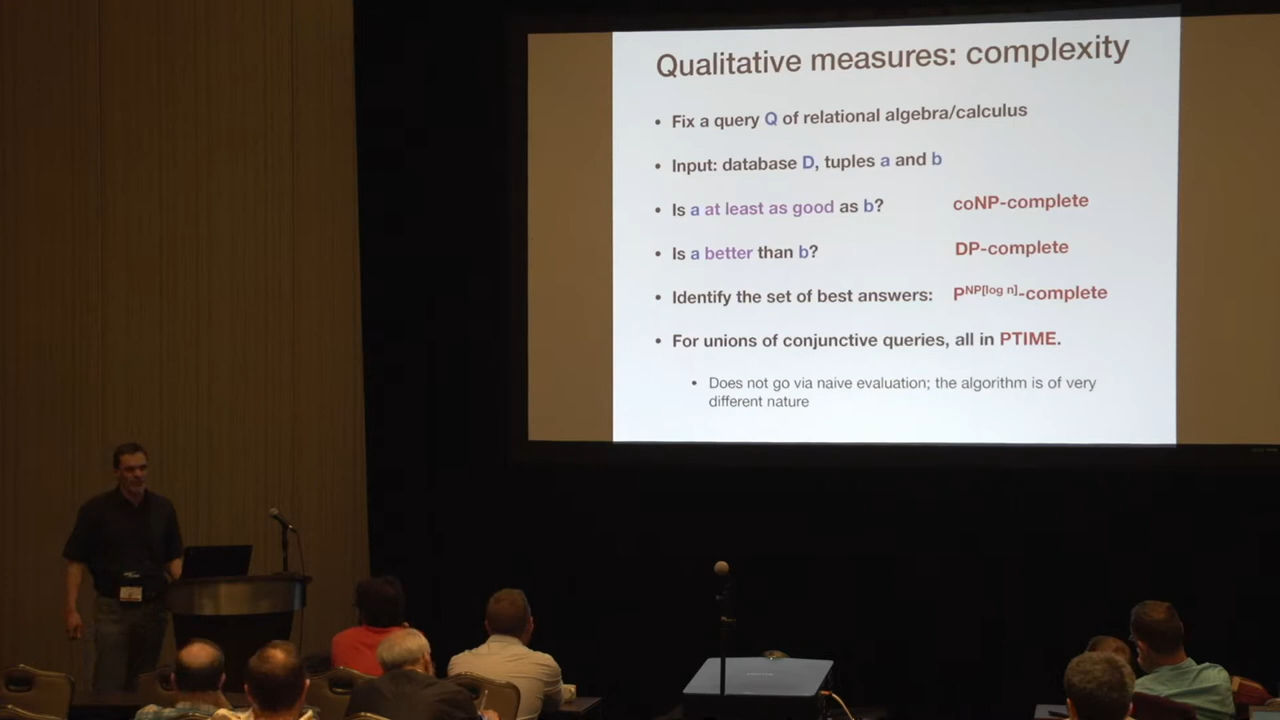 Qualitative measures: complexity
• Fix a query Q of relational algebra/calculus
• Input: database D, tuples a and b
• Is a at least as good as b? coNP-complete
• Is a better than b? DP-complete
• Identify the set of best answers: P^NP[log n]-complete
• For unions of conjunctive queries, all in PTIME.
• Does not go via naive evaluation; the algorithm is of very
different nature